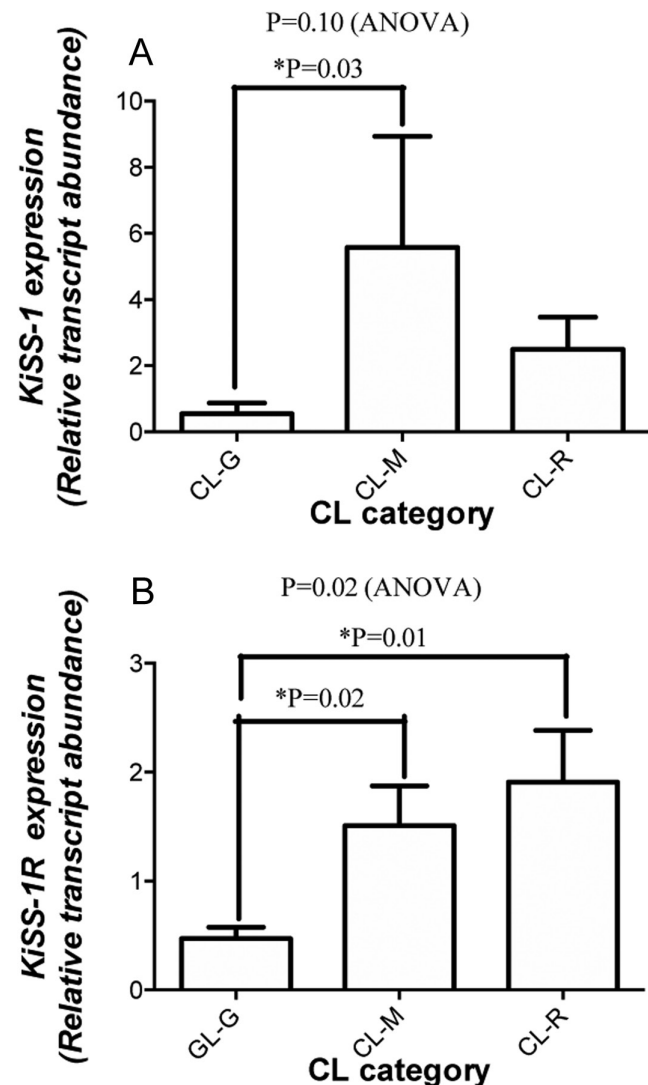 A
P=0.10 (ANOVA)
*P=0.03
KiSS-1 expression
(Relative transcript abundance)
10
8
6
4
2
0
CL-G
CL-M
CL-R
CL category
B
P=0.02 (ANOVA)
*P=0.01
*P=0.02
KiSS-1R expression
(Relative transcript abundance)
3
2
1
0
GL-G
CL-M
CL-R
CL category